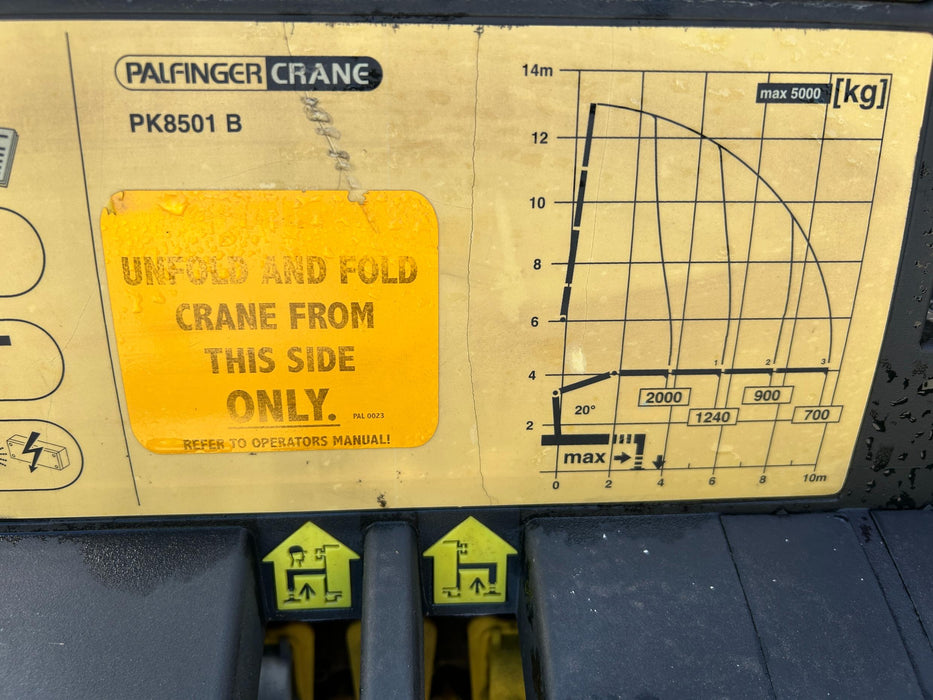 PALFINGER CRANE
PK8501 B
UNFOLD AND FOLD
CRANE FROM
THIS SIDE
ONLY.
PAL 0023
REFER TO OPERATORS MANUAL!
14m
max 5000 [kg]
12
10
8
6
4
2
1 2 3
2000 900
1240 700
20°
max
0 2 4 6 8 10m